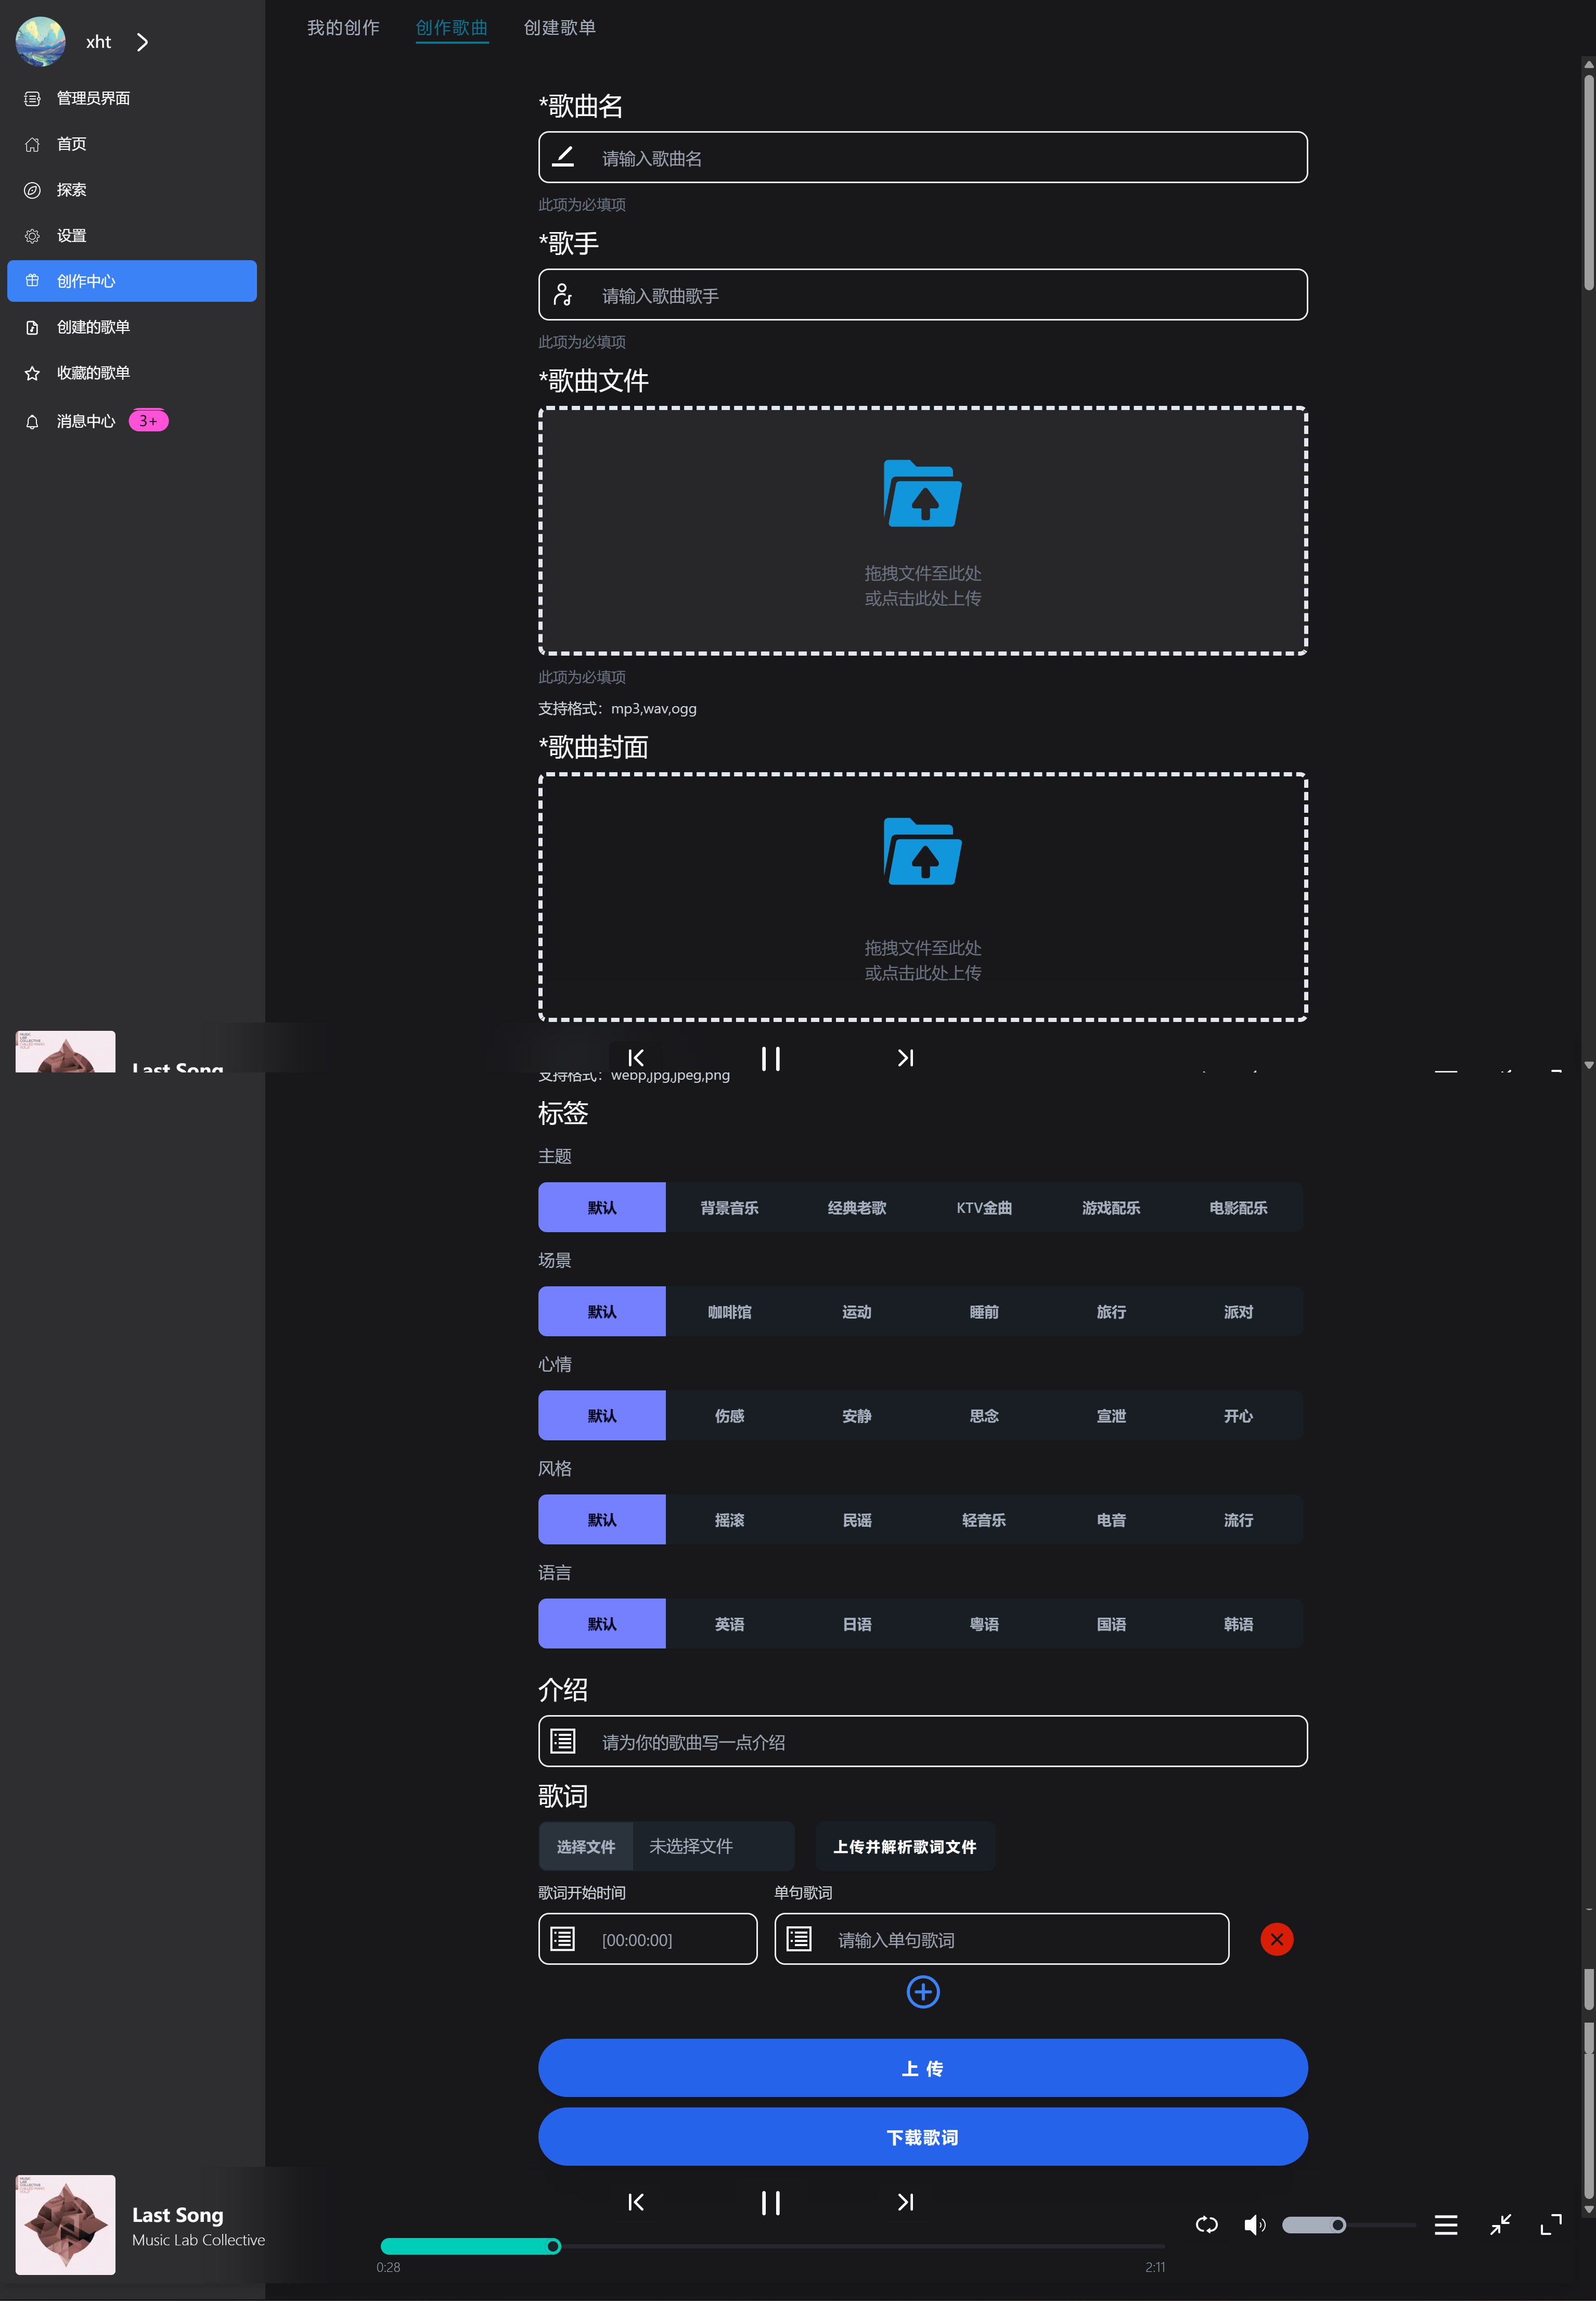 xht
管理员界面
首页
探索
设置
创作中心
创建的歌单
收藏的歌单
消息中心 3+
我的创作 创作歌曲 创建歌单
*歌曲名
请输入歌曲名
此项为必填项
*歌手
请输入歌曲歌手
此项为必填项
*歌曲文件
拖拽文件至此处
或点击此处上传
此项为必填项
支持格式：mp3,wav,ogg
*歌曲封面
拖拽文件至此处
或点击此处上传
Last Song
支持格式：webp,jpg,jpeg,png
标签
主题
默认 背景音乐 经典老歌 KTV金曲 游戏配乐 电影配乐
场景
默认 咖啡馆 运动 睡前 旅行 派对
心情
默认 伤感 安静 思念 宣泄 开心
风格
默认 摇滚 民谣 轻音乐 电音 流行
语言
默认 英语 日语 粤语 国语 韩语
介绍
请为你的歌曲写一点介绍
歌词
选择文件 未选择文件 上传并解析歌词文件
歌词开始时间 单句歌词
[00:00:00] 请输入单句歌词
上 传
下载歌词
Last Song
Music Lab Collective
0:28 2:11